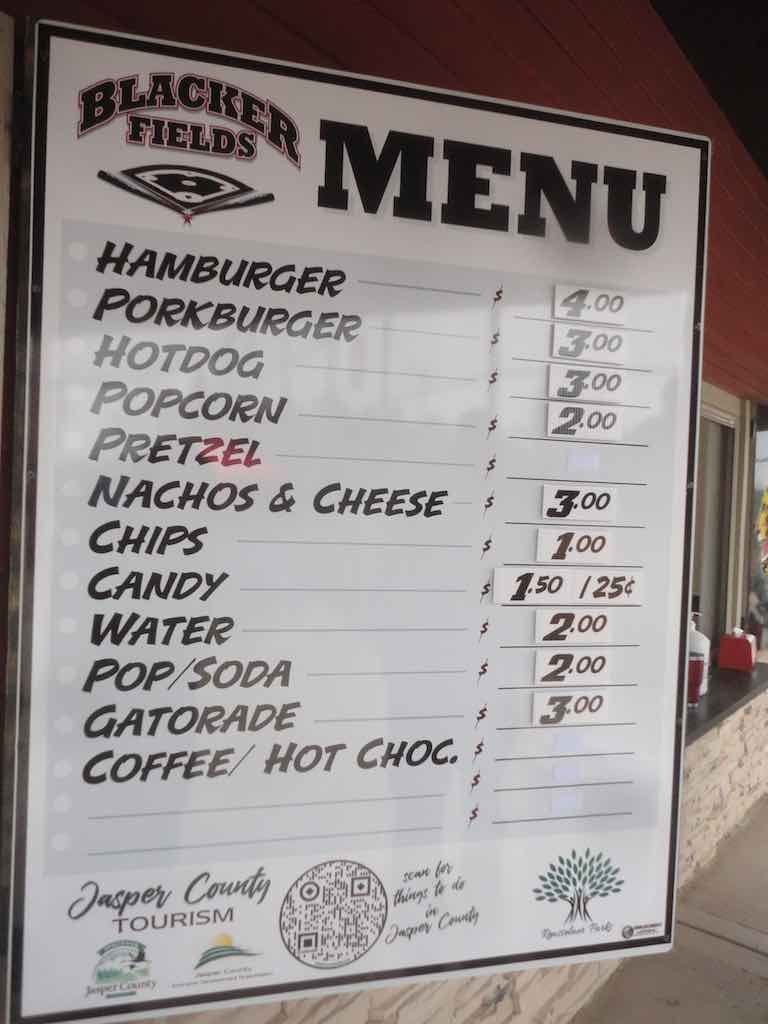 BLACKER
FIELDS
MENU
HAMBURGER $ 4.00
PORKBURGER $ 3.00
HOTDOG $ 3.00
POPCORN $ 2.00
PRETZEL $
NACHOS & CHEESE $ 3.00
CHIPS $ 1.00
CANDY $ 1.50 / 25¢
WATER $ 2.00
POP/SODA $ 2.00
GATORADE $ 3.00
COFFEE/ HOT CHOC. $
$
$
Jasper County
TOURISM
scan for
things to do
in
Jasper County
Jasper County
Jasper County
Rensselaer Parks